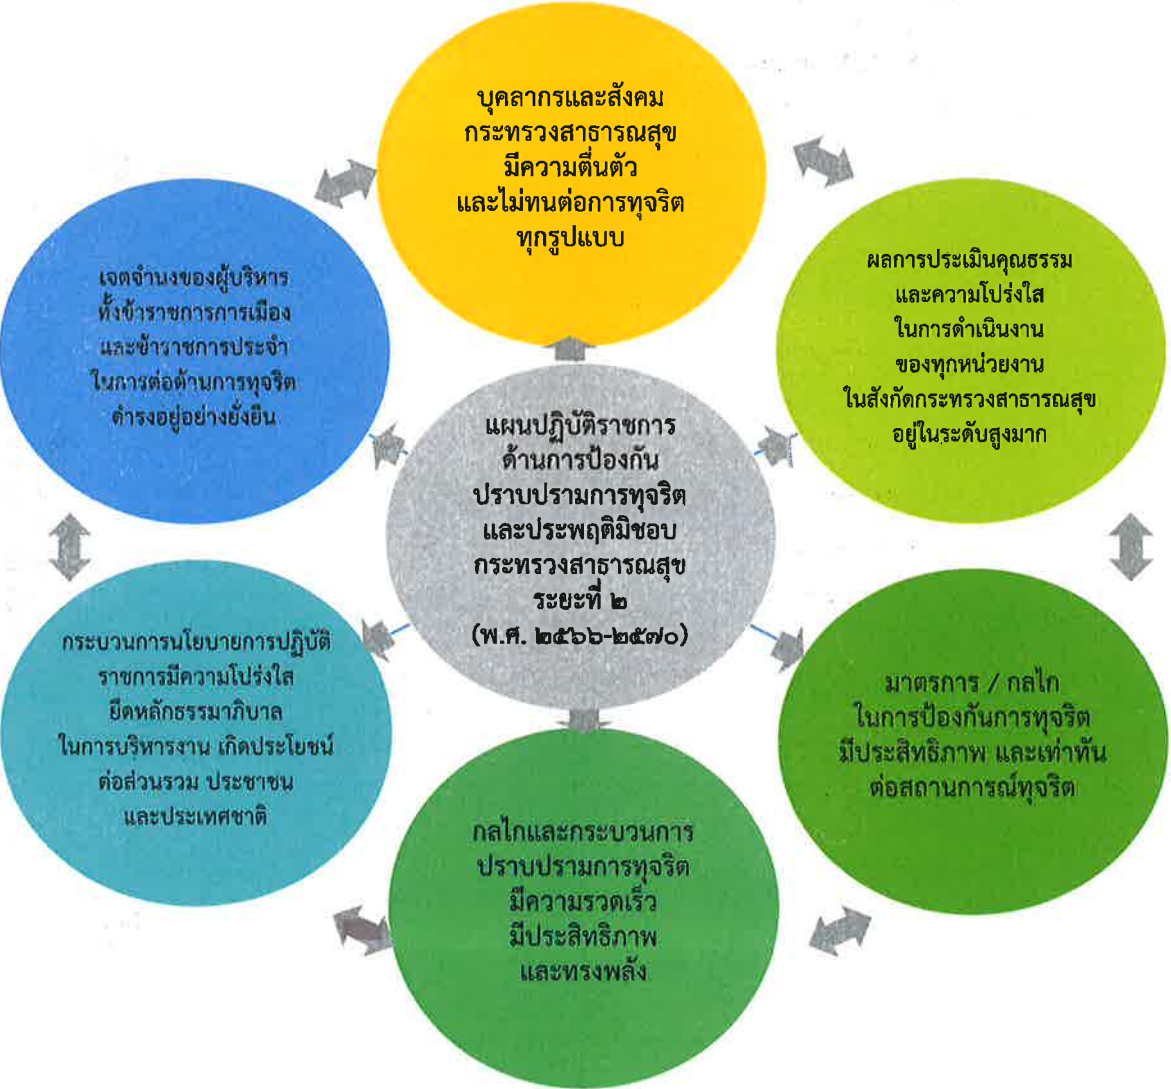 บุคลากรและสังคม
กระทรวงสาธารณสุข
มีความตื่นตัว
และไม่ทนต่อการทุจริต
ทุกรูปแบบ
เจตจำนงของผู้บริหาร
ทั้งข้าราชการการเมือง
และข้าราชการประจำ
ในการต่อต้านการทุจริต
ดำรงอยู่อย่างยั่งยืน
ผลการประเมินคุณธรรม
และความโปร่งใส
ในการดำเนินงาน
ของทุกหน่วยงาน
ในสังกัดกระทรวงสาธารณสุข
อยู่ในระดับสูงมาก
แผนปฏิบัติราชการ
ด้านการป้องกัน
ปราบปรามการทุจริต
และประพฤติมิชอบ
กระทรวงสาธารณสุข
ระยะที่ ๒
(พ.ศ. ๒๕๖๖-๒๕๗๐)
กระบวนการนโยบายการปฏิบัติ
ราชการมีความโปร่งใส
ยึดหลักธรรมาภิบาล
ในการบริหารงาน เกิดประโยชน์
ต่อส่วนรวม ประชาชน
และประเทศชาติ
มาตรการ / กลไก
ในการป้องกันการทุจริต
มีประสิทธิภาพ และเท่าทัน
ต่อสถานการณ์ทุจริต
กลไกและกระบวนการ
ปราบปรามการทุจริต
มีความรวดเร็ว
มีประสิทธิภาพ
และทรงพลัง